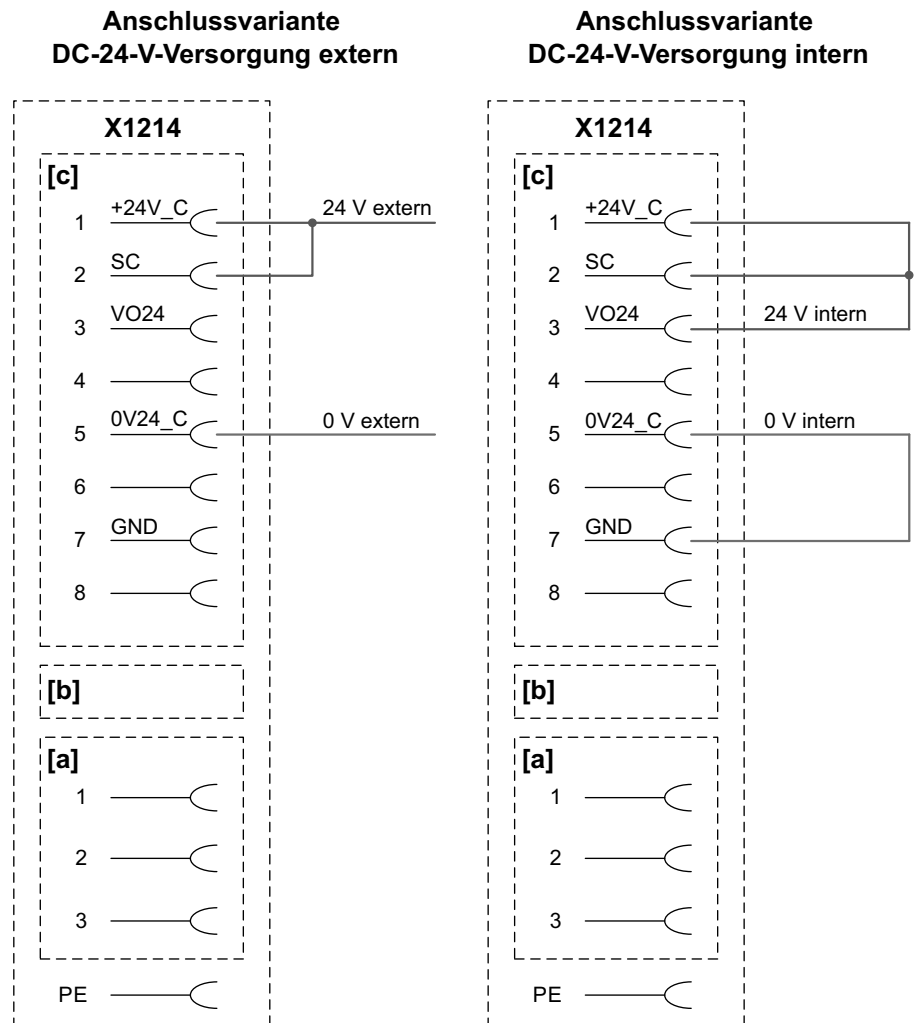 Anschlussvariante
DC-24-V-Versorgung extern
X1214
[c]
1 +24V_C 24 V extern
2 SC
3 VO24
4
5 0V24_C 0 V extern
6
7 GND
8
[b]
[a]
1
2
3
PE
Anschlussvariante
DC-24-V-Versorgung intern
X1214
[c]
1 +24V_C
2 SC
3 VO24 24 V intern
4
5 0V24_C 0 V intern
6
7 GND
8
[b]
[a]
1
2
3
PE